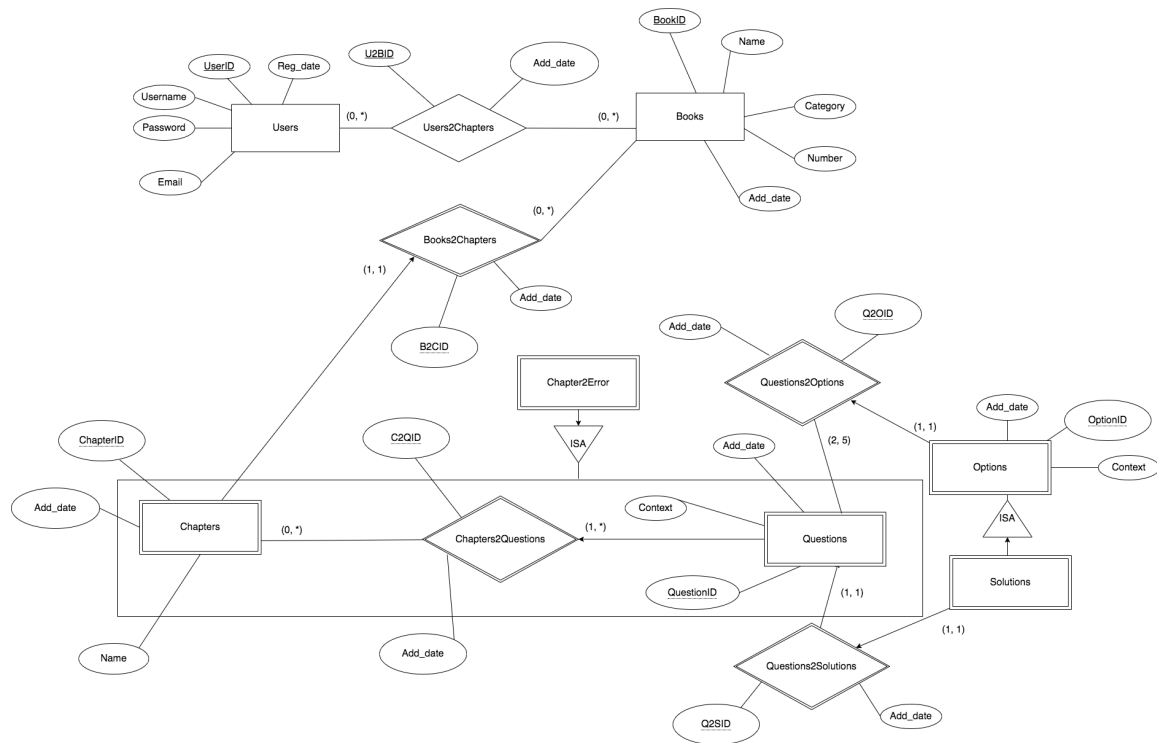 BookID
Name
U2BID
Add_date
UserID
Reg_date
Username
Category
(0, *)
(0, *)
Books
Users
Users2Chapters
Password
Number
Email
Add_date
(0, *)
Books2Chapters
(1, 1)
Add_date
Q2OID
Add_date
B2CID
Chapter2Error
Questions2Options
Add_date
OptionID
ChapterID
C2QID
ISA
(1, 1)
(2, 5)
Add_date
Options
Context
Add_date
Context
ISA
Chapters
(0, *)
Chapters2Questions
(1, *)
Questions
Solutions
QuestionID
(1, 1)
(1, 1)
Name
Add_date
Questions2Solutions
Q2SID
Add_date